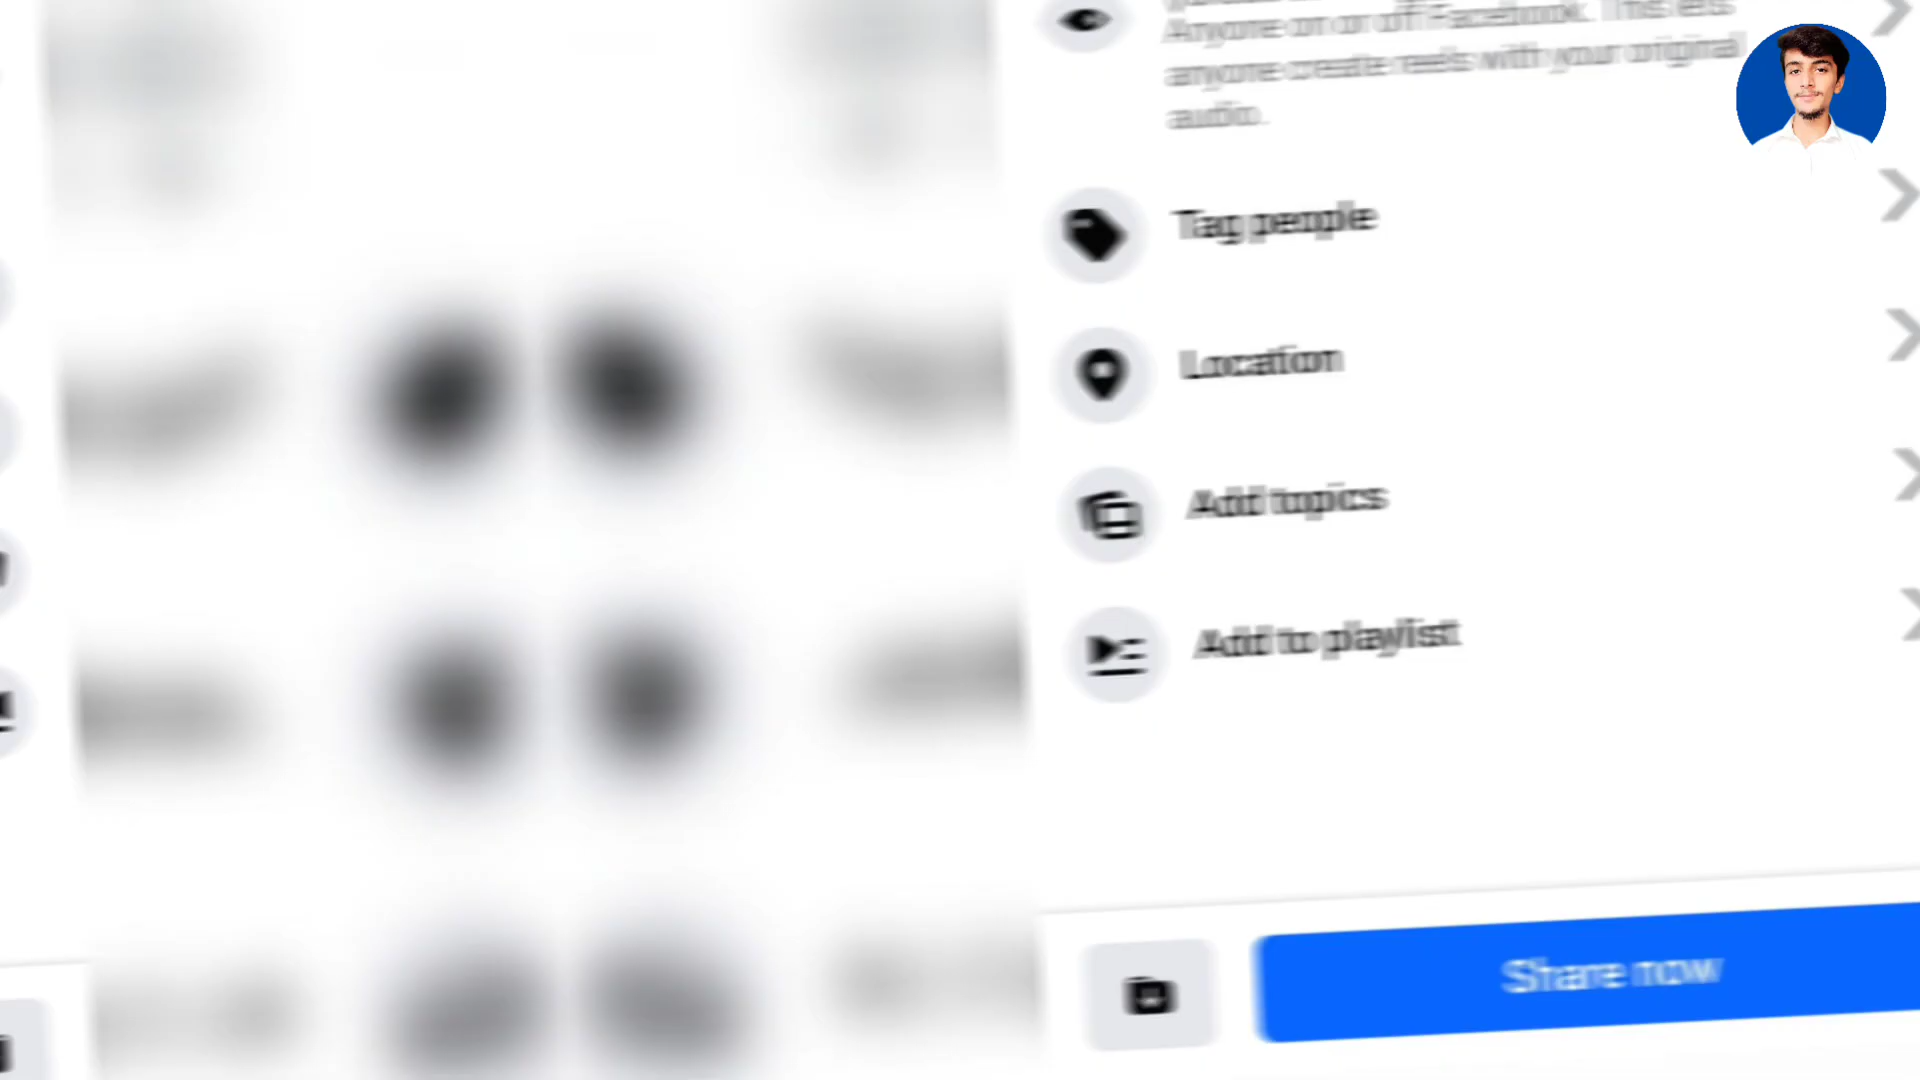 Anyone on or off Facebook. This lets
anyone create reels with your original
audio.
Tag people
Location
Add topics
Add to playlist
Share now